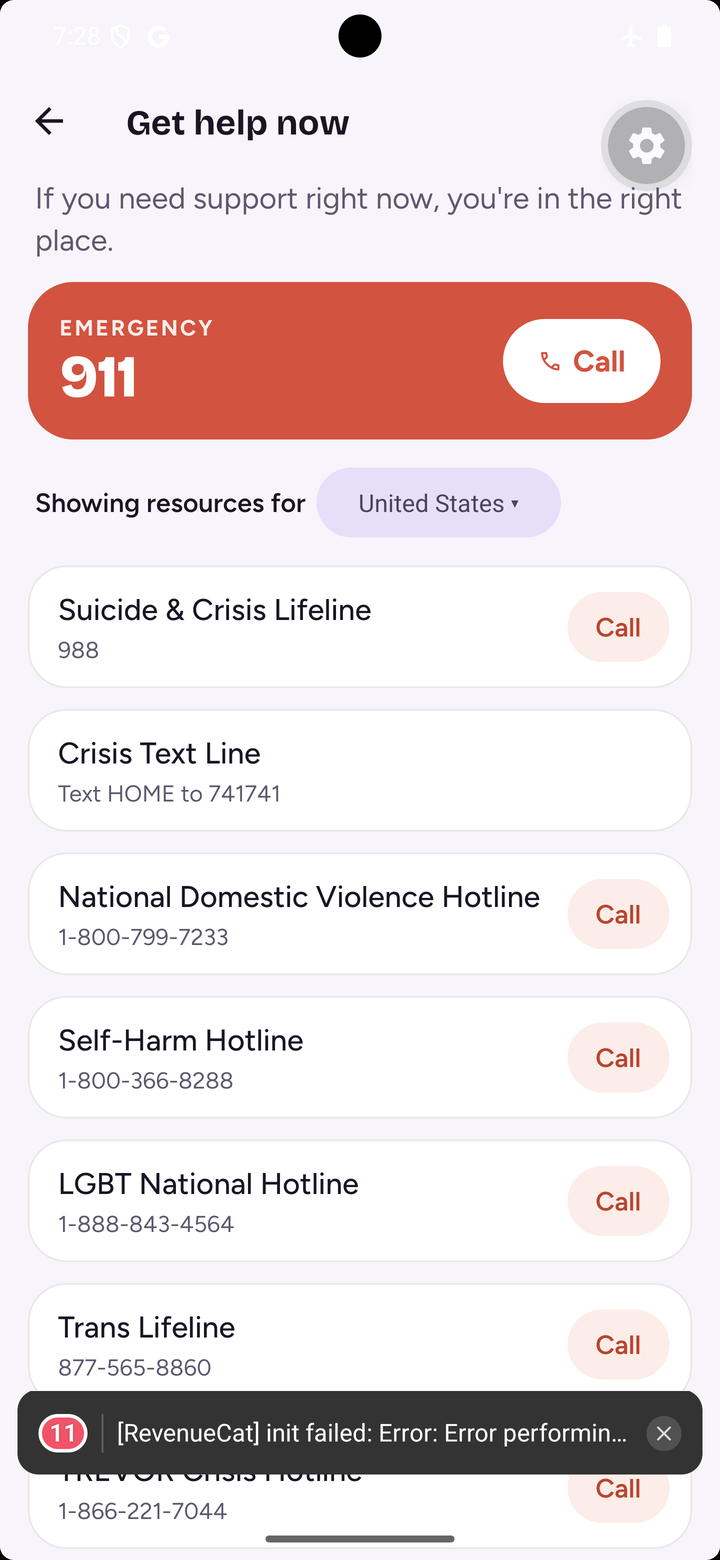 7:28
Get help now
If you need support right now, you're in the right
place.
EMERGENCY
911
Call
Showing resources for
United States ▾
Suicide & Crisis Lifeline
988
Call
Crisis Text Line
Text HOME to 741741
National Domestic Violence Hotline
1-800-799-7233
Call
Self-Harm Hotline
1-800-366-8288
Call
LGBT National Hotline
1-888-843-4564
Call
Trans Lifeline
877-565-8860
Call
11
[RevenueCat] init failed: Error: Error performin...
TREVOR Crisis Hotline
1-866-221-7044
Call